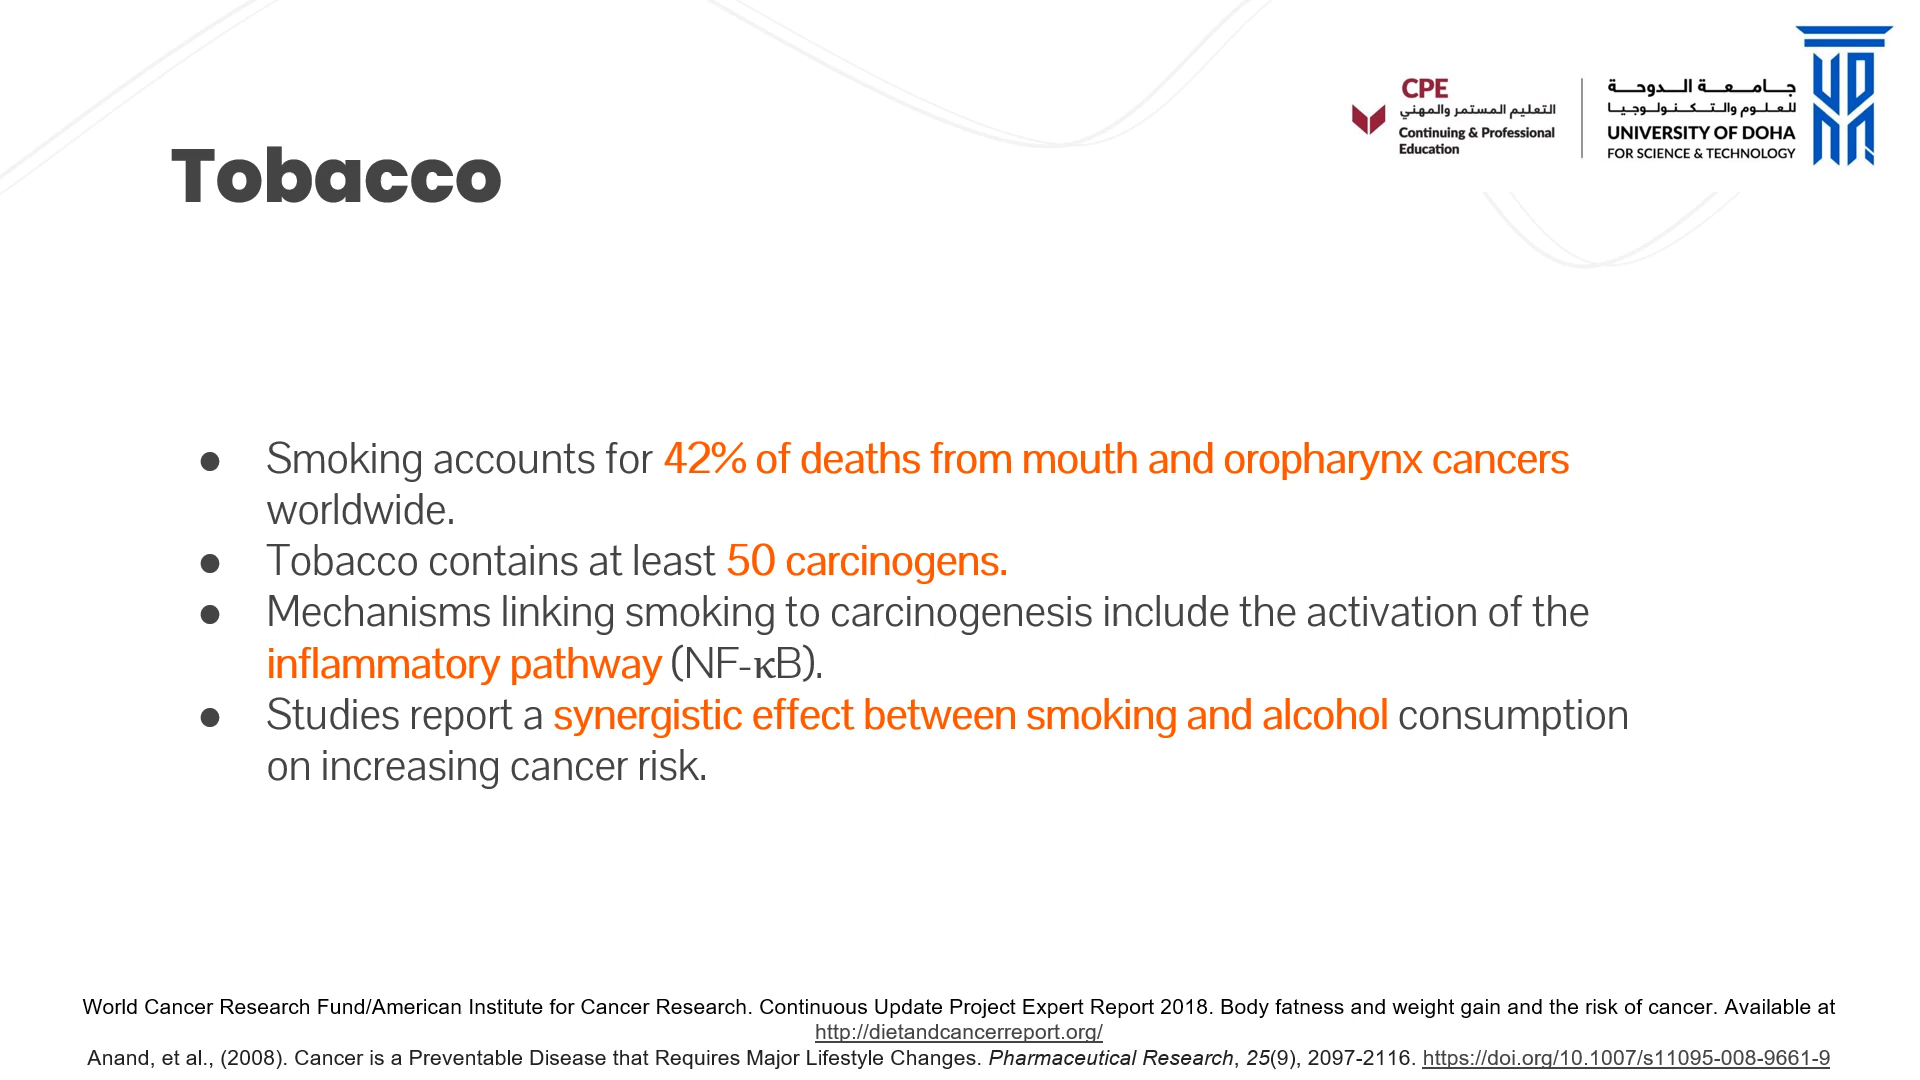 CPE
التعليم المستمر والمهني
Continuing & Professional
Education
جـامـعـة الـدوحـة
للعلـوم والتـكـنـولـوجـيـا
UNIVERSITY OF DOHA
FOR SCIENCE & TECHNOLOGY
Tobacco
● Smoking accounts for 42% of deaths from mouth and oropharynx cancers
worldwide.
● Tobacco contains at least 50 carcinogens.
● Mechanisms linking smoking to carcinogenesis include the activation of the
inflammatory pathway (NF-κB).
● Studies report a synergistic effect between smoking and alcohol consumption
on increasing cancer risk.
World Cancer Research Fund/American Institute for Cancer Research. Continuous Update Project Expert Report 2018. Body fatness and weight gain and the risk of cancer. Available at
http://dietandcancerreport.org/
Anand, et al., (2008). Cancer is a Preventable Disease that Requires Major Lifestyle Changes. Pharmaceutical Research, 25(9), 2097-2116. https://doi.org/10.1007/s11095-008-9661-9